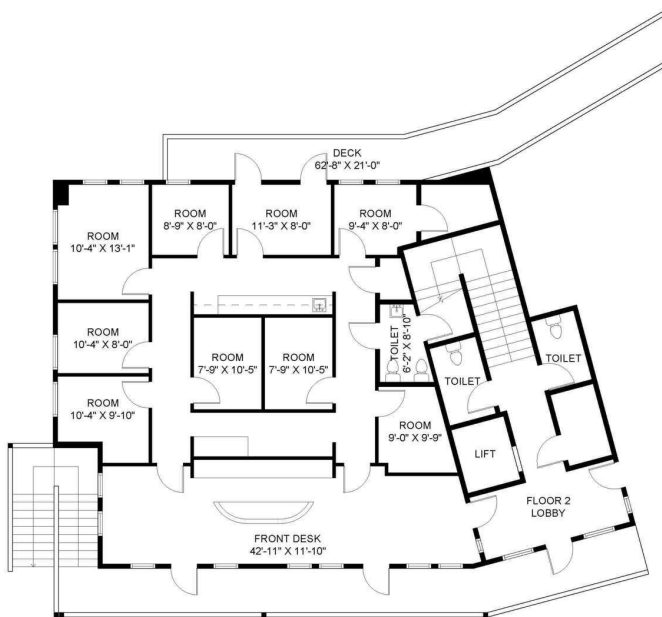 DECK
62'-8" X 21'-0"
ROOM
8'-9" X 8'-0"
ROOM
11'-3" X 8'-0"
ROOM
9'-4" X 8'-0"
ROOM
10'-4" X 13'-1"
ROOM
10'-4" X 8'-0"
ROOM
7'-9" X 10'-5"
ROOM
7'-9" X 10'-5"
TOILET
6'-2" X 8'-10"
TOILET
TOILET
ROOM
10'-4" X 9'-10"
ROOM
9'-0" X 9'-9"
LIFT
FLOOR 2
LOBBY
FRONT DESK
42'-11" X 11'-10"